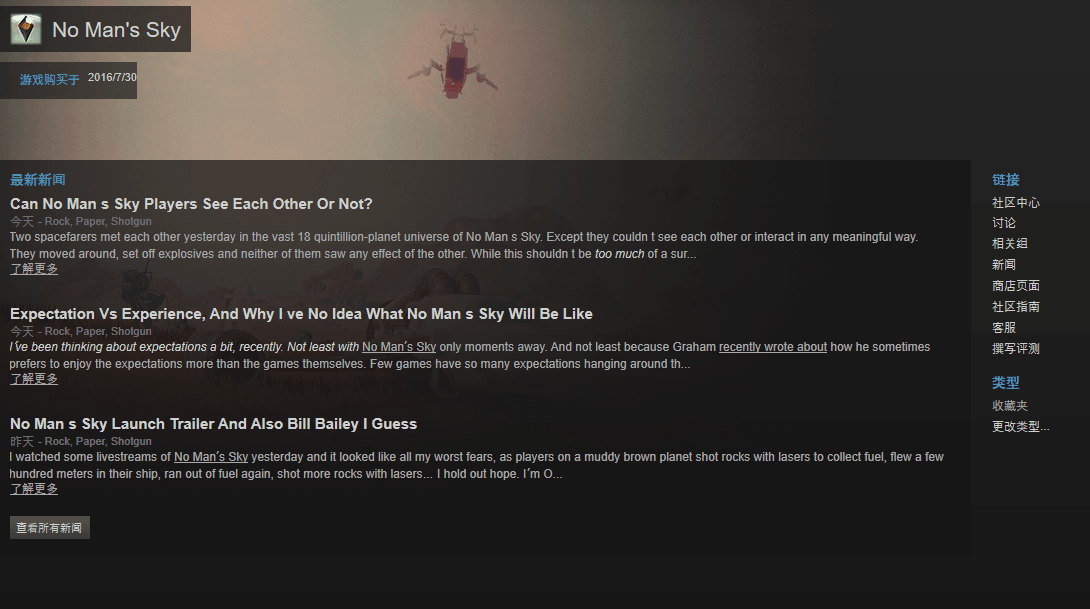 No Man's Sky
游戏购买于 2016/7/30
最新新闻
Can No Man s Sky Players See Each Other Or Not?
今天 - Rock, Paper, Shotgun
Two spacefarers met each other yesterday in the vast 18 quintillion-planet universe of No Man s Sky. Except they couldn t see each other or interact in any meaningful way.
They moved around, set off explosives and neither of them saw any effect of the other. While this shouldn t be too much of a sur...
了解更多
Expectation Vs Experience, And Why I ve No Idea What No Man s Sky Will Be Like
今天 - Rock, Paper, Shotgun
I´ve been thinking about expectations a bit, recently. Not least with No Man´s Sky only moments away. And not least because Graham recently wrote about how he sometimes
prefers to enjoy the expectations more than the games themselves. Few games have so many expectations hanging around th...
了解更多
No Man s Sky Launch Trailer And Also Bill Bailey I Guess
昨天 - Rock, Paper, Shotgun
I watched some livestreams of No Man´s Sky yesterday and it looked like all my worst fears, as players on a muddy brown planet shot rocks with lasers to collect fuel, flew a few
hundred meters in their ship, ran out of fuel again, shot more rocks with lasers... I hold out hope. I´m O...
了解更多
查看所有新闻
链接
社区中心
讨论
相关组
新闻
商店页面
社区指南
客服
撰写评测
类型
收藏夹
更改类型...